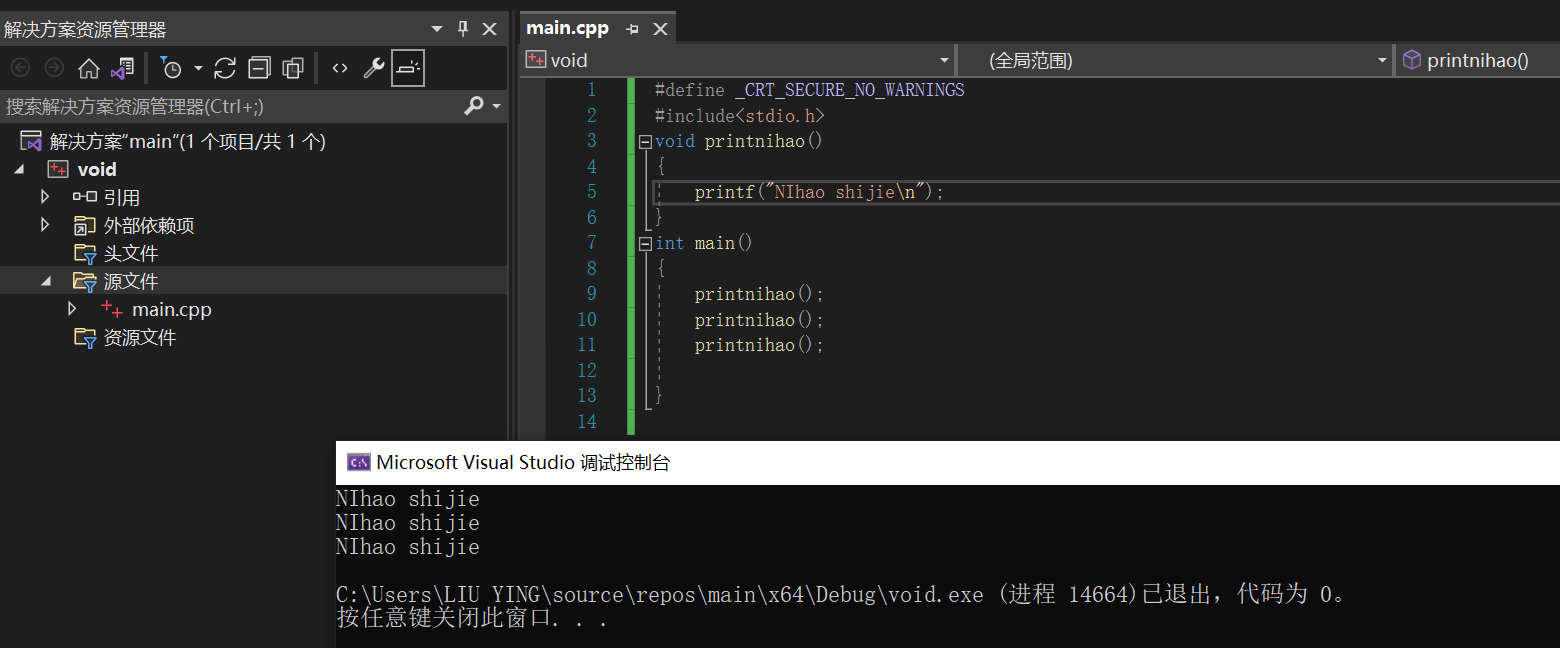 解决方案资源管理器
搜索解决方案资源管理器(Ctrl+;)
解决方案"main"(1 个项目/共 1 个)
void
引用
外部依赖项
头文件
源文件
main.cpp
资源文件
main.cpp
void
(全局范围)
printnihao()
1 #define _CRT_SECURE_NO_WARNINGS
2 #include<stdio.h>
3 void printnihao()
4 {
5 printf("NIhao shijie\n");
6 }
7 int main()
8 {
9 printnihao();
10 printnihao();
11 printnihao();
12
13 }
14
Microsoft Visual Studio 调试控制台
NIhao shijie
NIhao shijie
NIhao shijie
C:\Users\LIU YING\source\repos\main\x64\Debug\void.exe (进程 14664)已退出，代码为 0。
按任意键关闭此窗口. . .